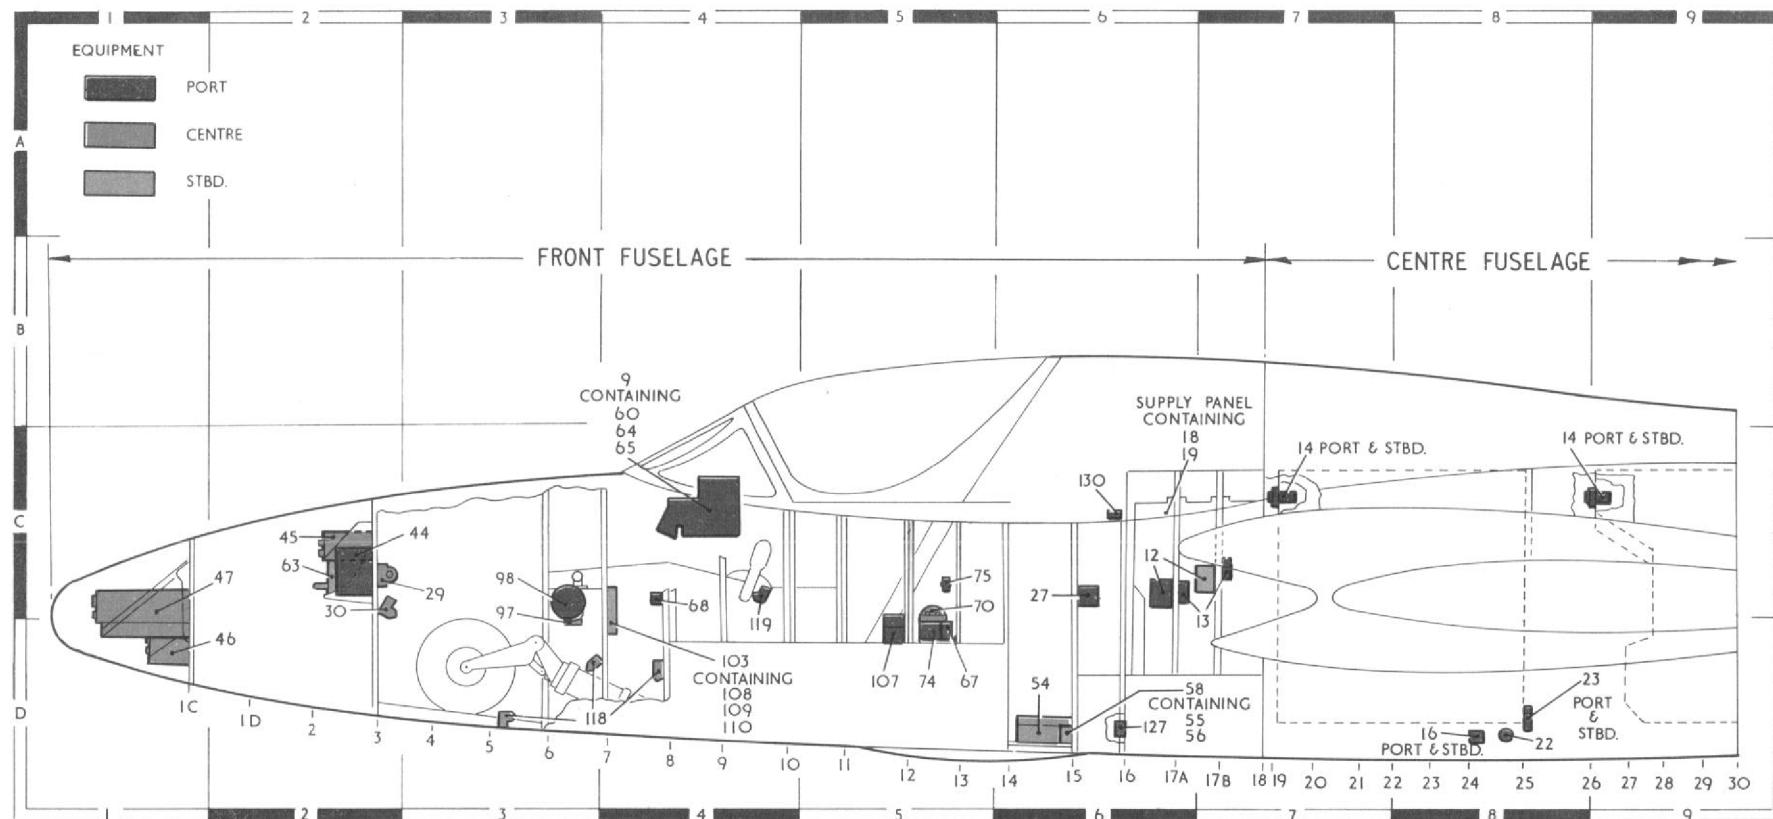 1 2 3 4 5 6 7 8 9
EQUIPMENT
PORT
CENTRE
STBD.
A
FRONT FUSELAGE
CENTRE FUSELAGE
B
9
CONTAINING
60
64
65
SUPPLY PANEL
CONTAINING
18
19
14 PORT & STBD.
14 PORT & STBD.
130
C
45
44
63
29
30
47
46
98
97
68
119
75
70
27
12
13
103
CONTAINING
108
109
110
107
74
67
118
54
58
CONTAINING
55
56
127
23
PORT
&
STBD.
16
PORT & STBD.
22
D
1C 1D 2 3 4 5 6 7 8 9 10 11 12 13 14 15 16 17A 17B 18 19 20 21 22 23 24 25 26 27 28 29 30
1 2 3 4 5 6 7 8 9